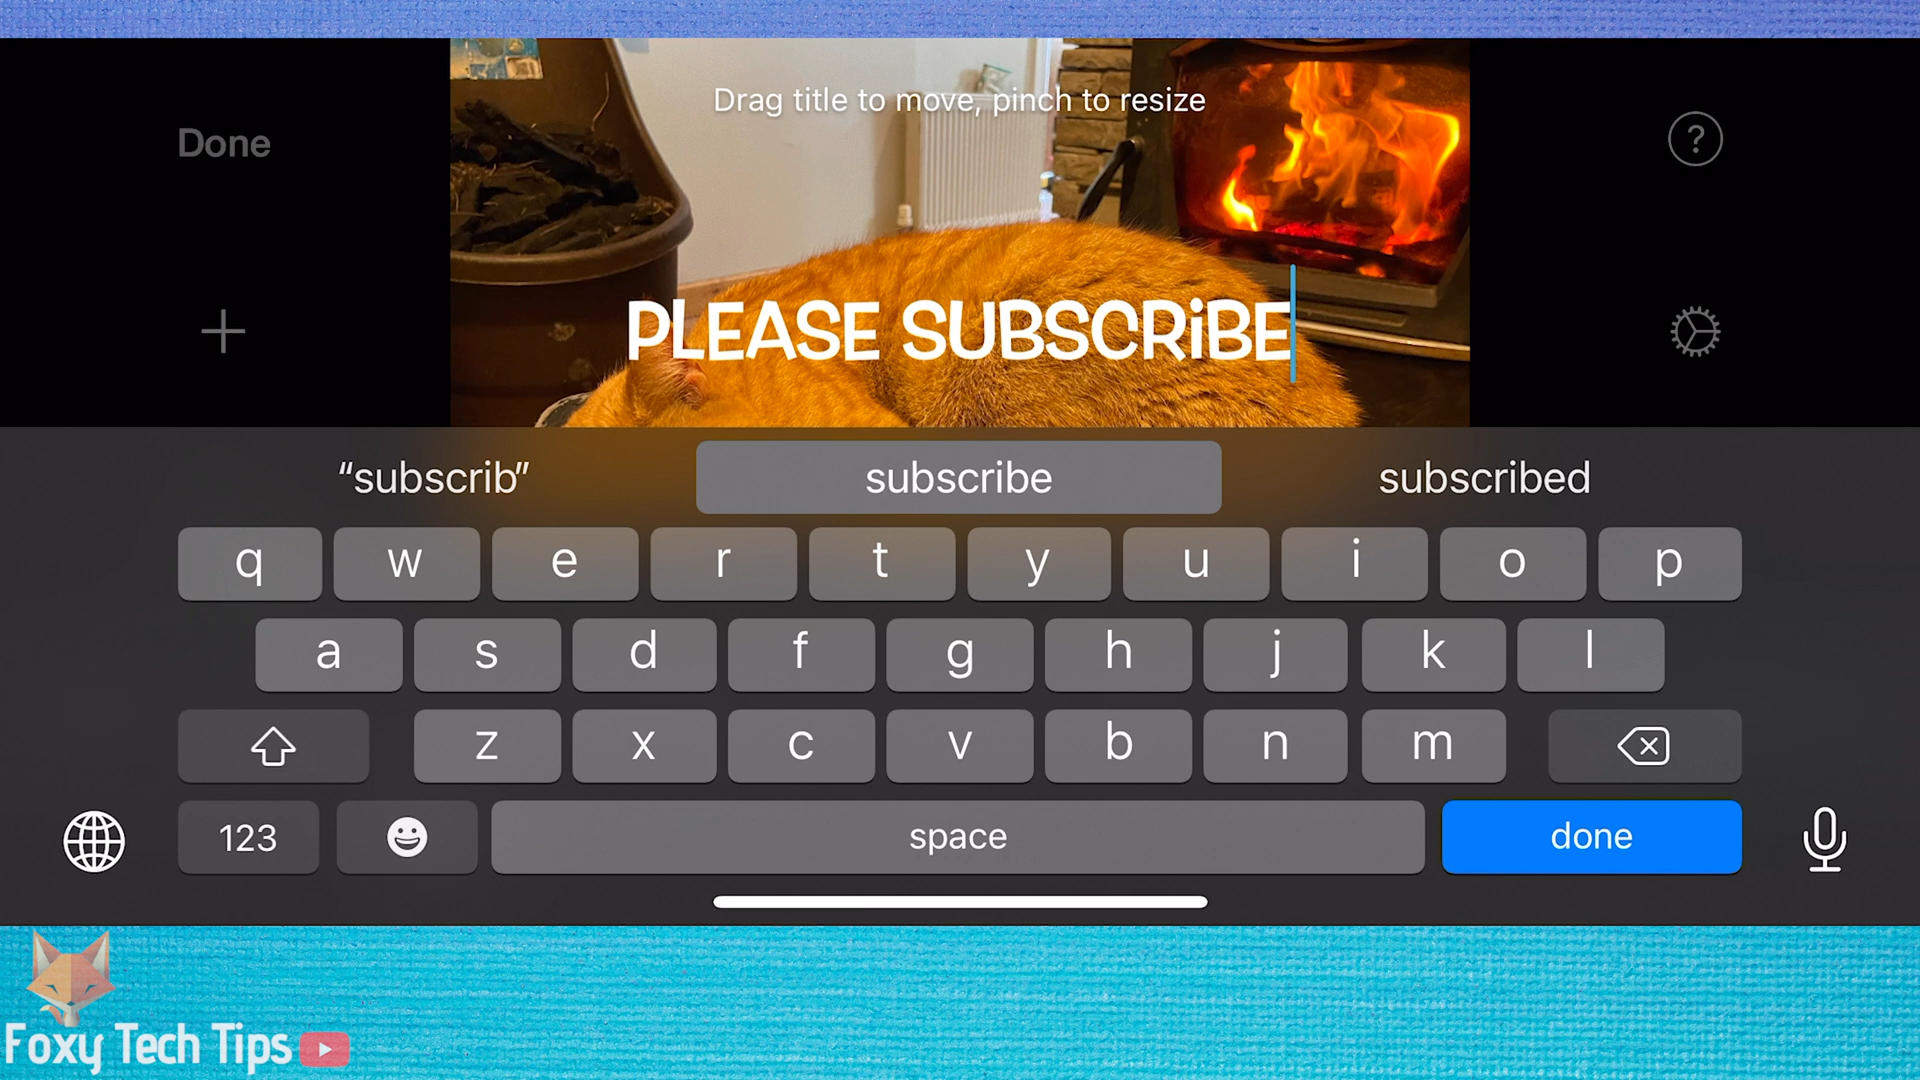 Drag title to move, pinch to resize
Done
?
PLEASE SUBSCRiBE
“subscrib” subscribe subscribed
q w e r t y u i o p
a s d f g h j k l
z x c v b n m
123 space done
Foxy Tech Tips